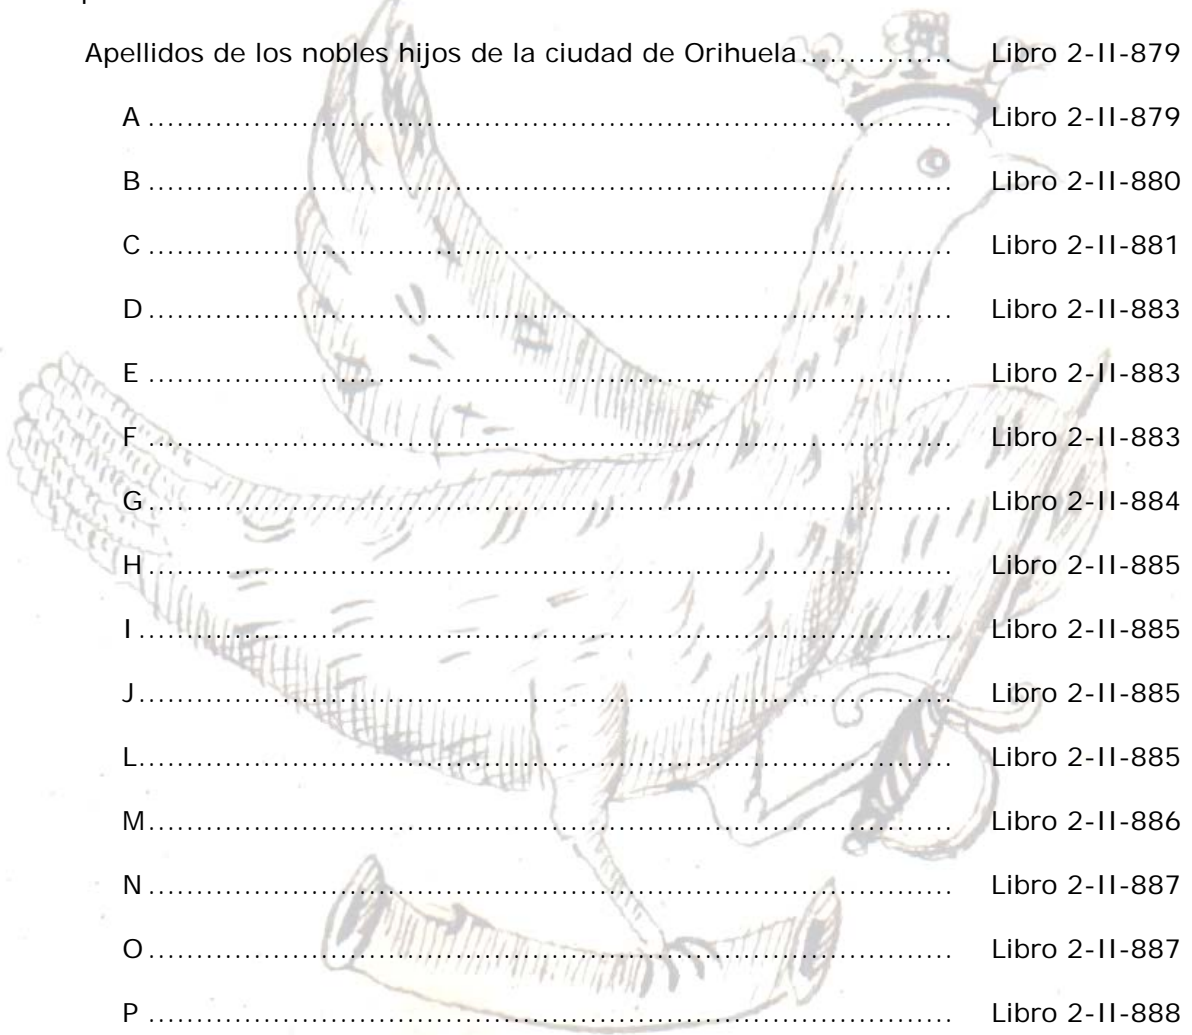 Apellidos de los nobles hijos de la ciudad de Orihuela ............... Libro 2-II-879
A ............... Libro 2-II-879
B ............... Libro 2-II-880
C ............... Libro 2-II-881
D ............... Libro 2-II-883
E ............... Libro 2-II-883
F ............... Libro 2-II-883
G ............... Libro 2-II-884
H ............... Libro 2-II-885
I ............... Libro 2-II-885
J ............... Libro 2-II-885
L ............... Libro 2-II-885
M ............... Libro 2-II-886
N ............... Libro 2-II-887
O ............... Libro 2-II-887
P ............... Libro 2-II-888